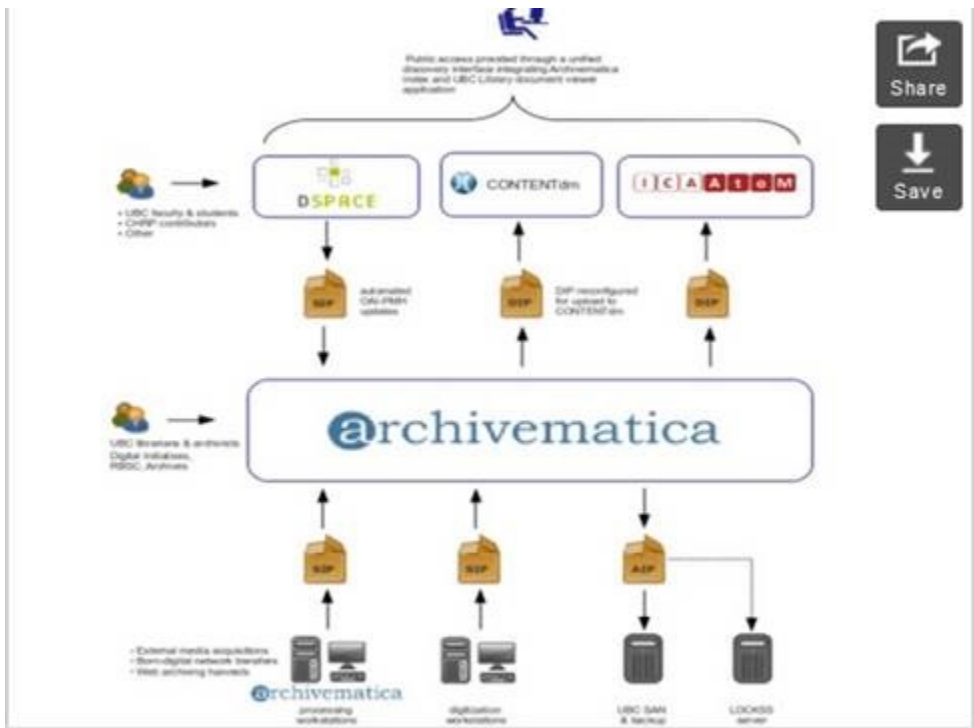 Public access provided through a unified
discovery interface integrating Archivematica
index and UBC Library document viewer
application
Share
Save
DSPACE
CONTENTdm
ICA AtoM
• UBC faculty & students
• CHRP contributors
• Other
SIP
automated
OAI-PMH
updates
DIP
DIP reconfigured
for upload to
CONTENTdm
DIP
archivematica
UBC librarians & archivists
Digital Initiatives,
RBSC, Archives
SIP
SIP
AIP
• External media acquisitions
• Born-digital network transfers
• Web archiving harvests
archivematica
processing
workstations
digitization
workstations
UBC SAN
& backup
LOCKSS
server